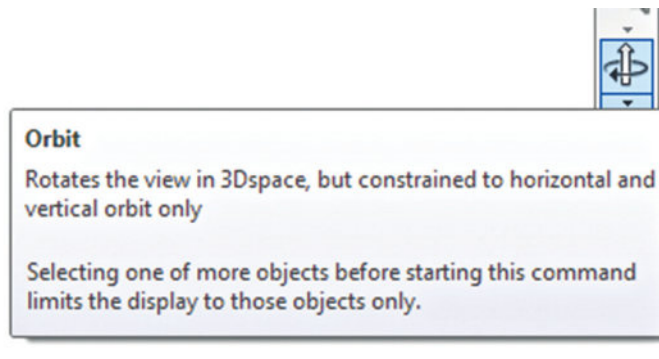 Orbit
Rotates the view in 3Dspace, but constrained to horizontal and
vertical orbit only
Selecting one of more objects before starting this command
limits the display to those objects only.